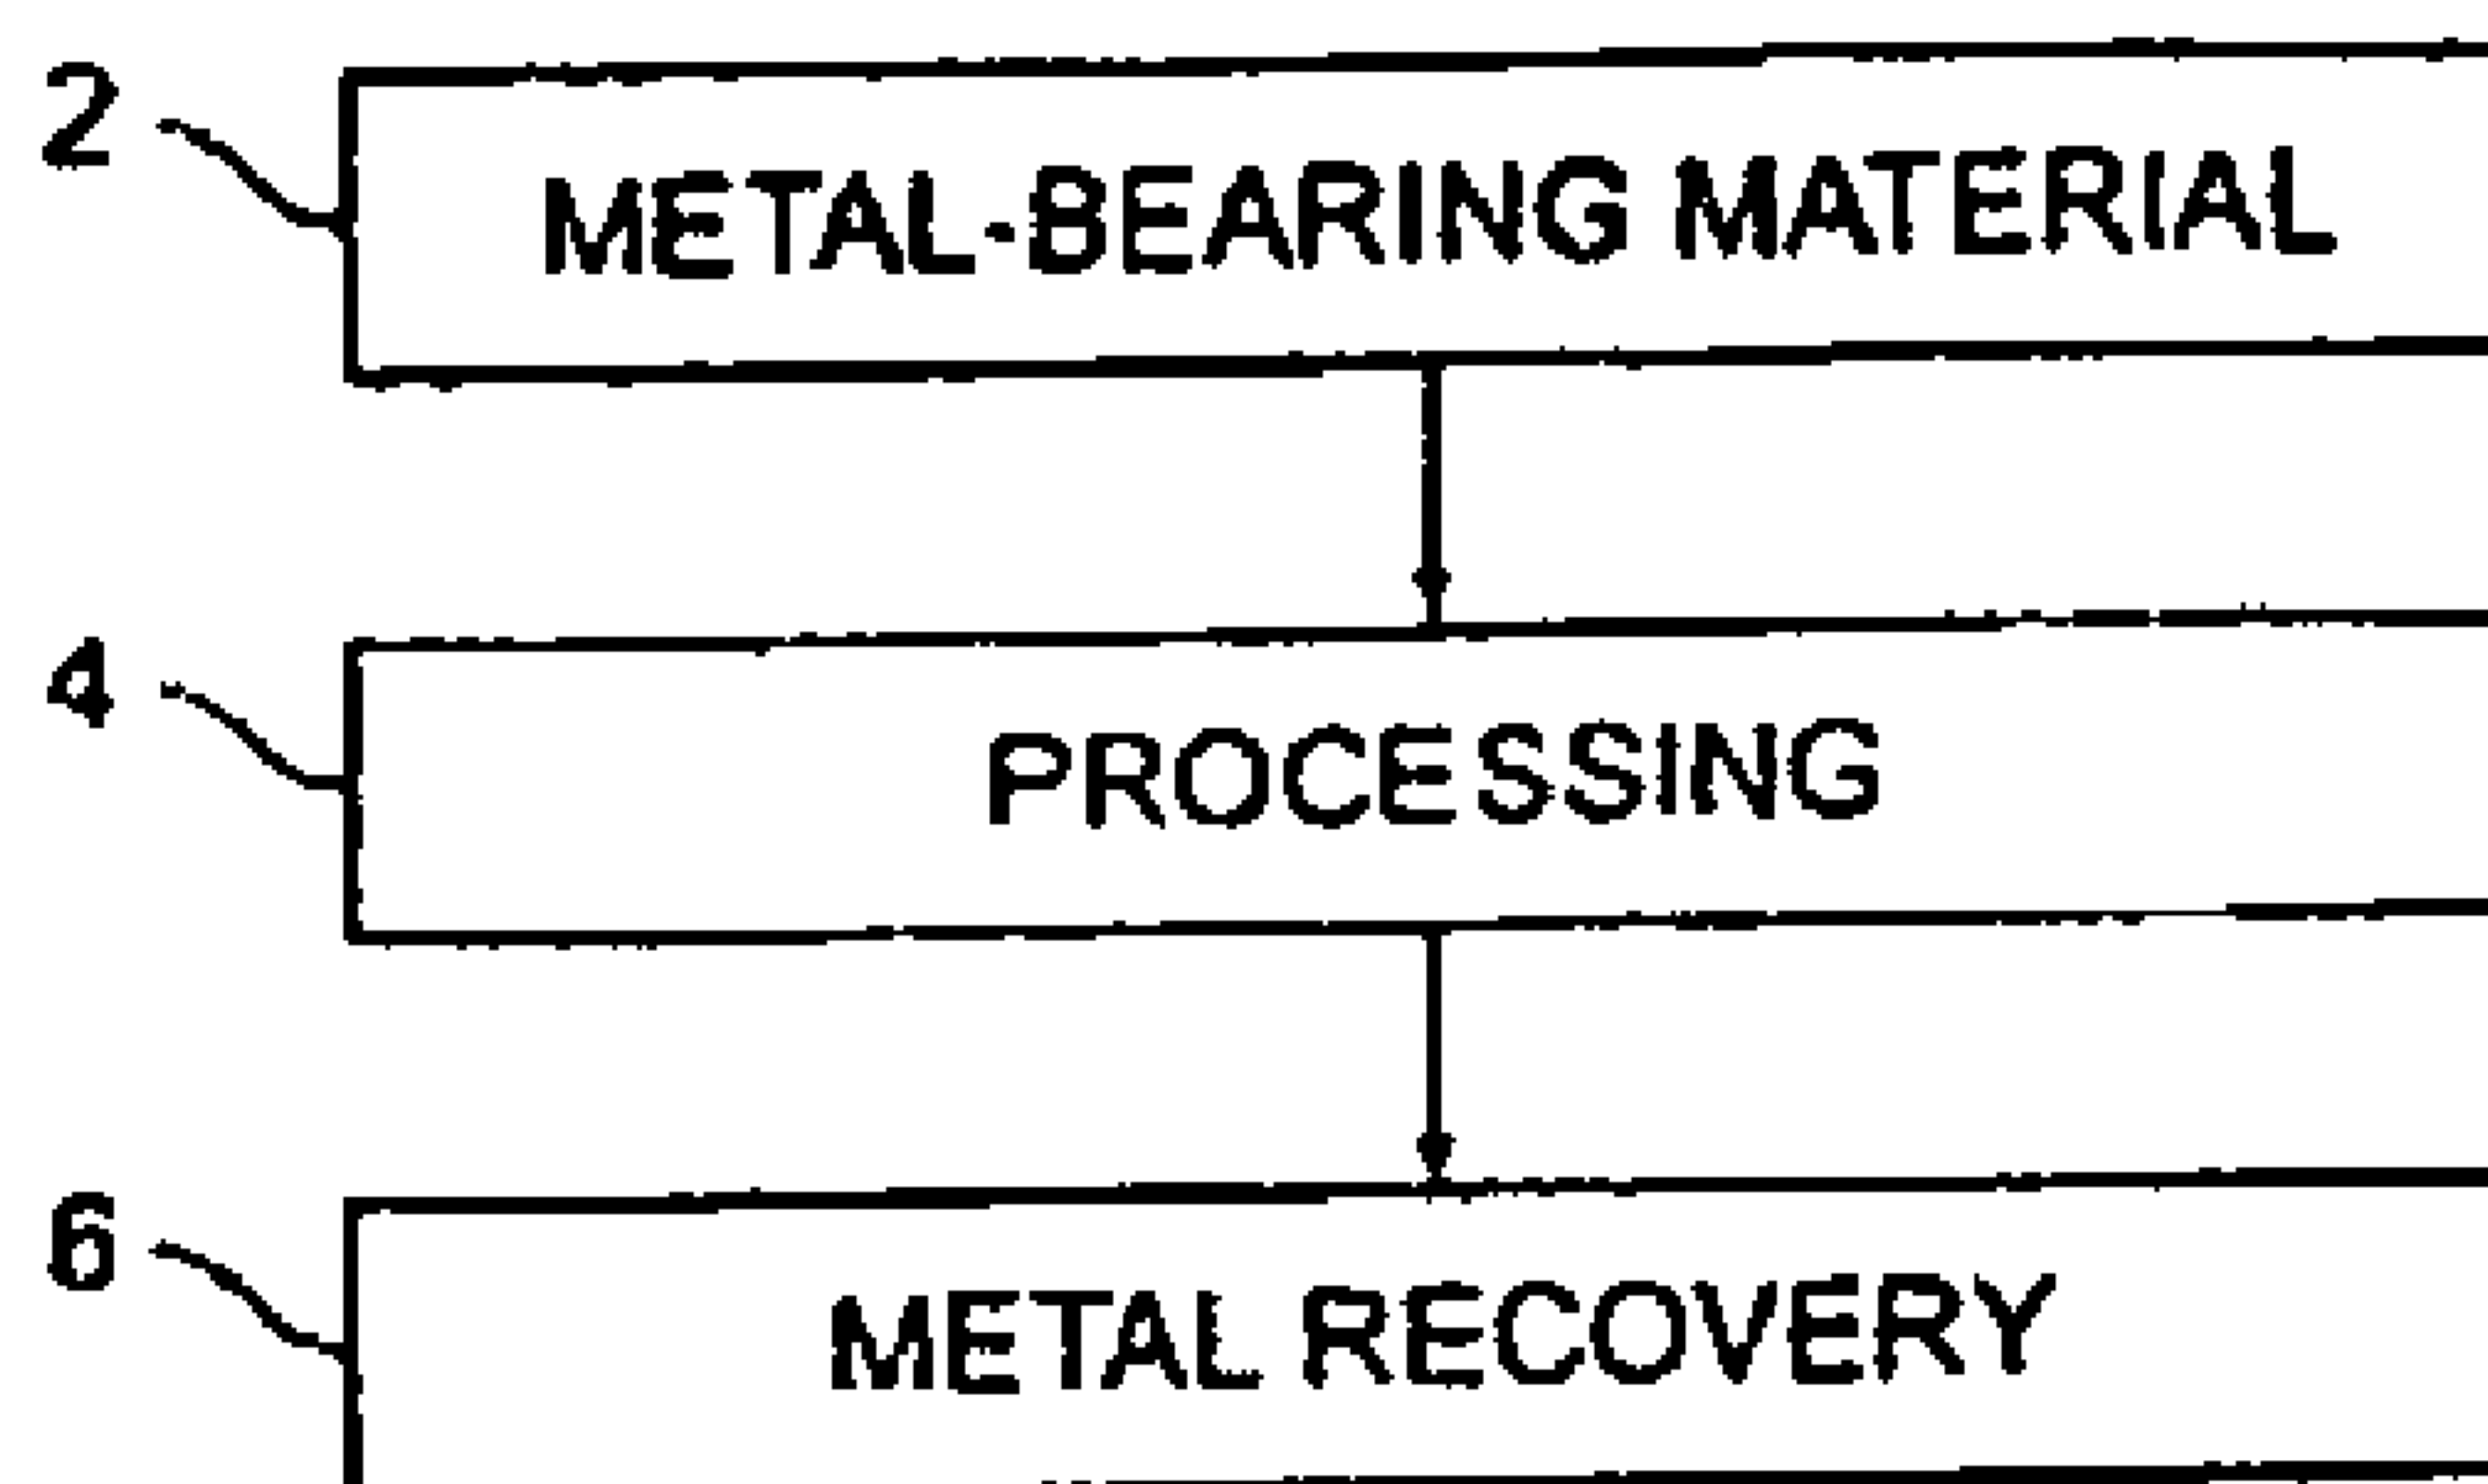 2
METAL-BEARING MATERIAL
4
PROCESSING
6
METAL RECOVERY